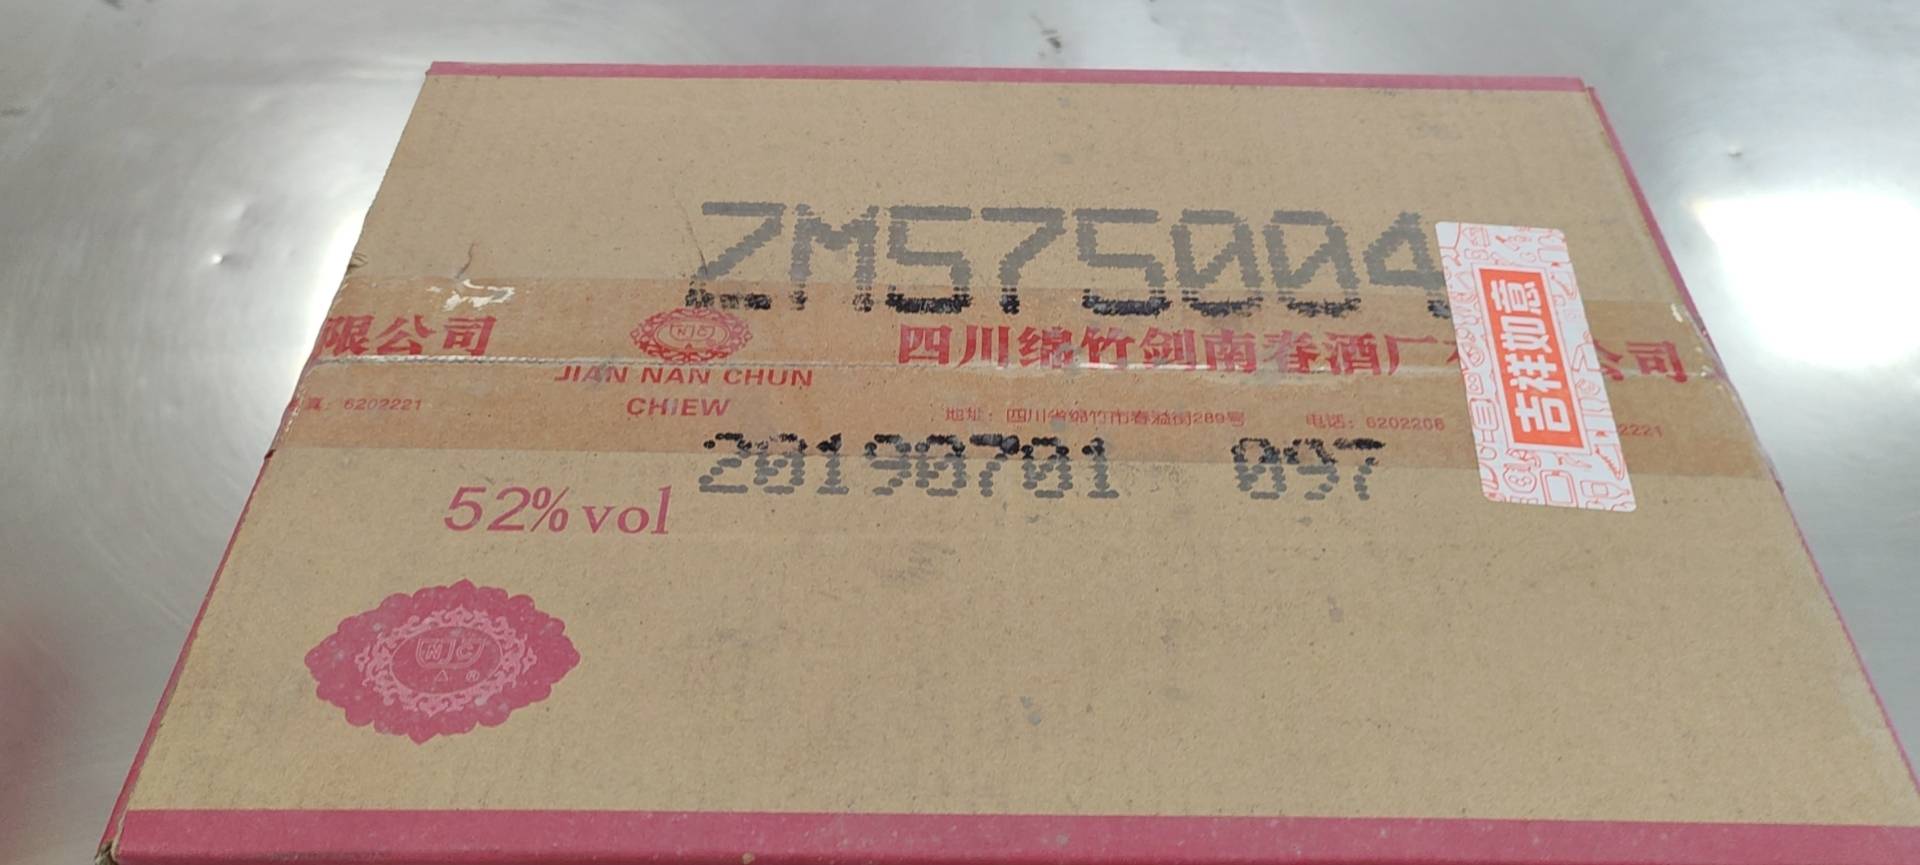 ZM575004
限公司
NJC
四川绵竹剑南春酒厂
公司
JIAN NAN CHUN
CHIEW
真：6202221
地址：四川省绵竹市春溢街289号
电话：6202206
2221
吉祥如意
20190701 097
52% vol
NJC
®